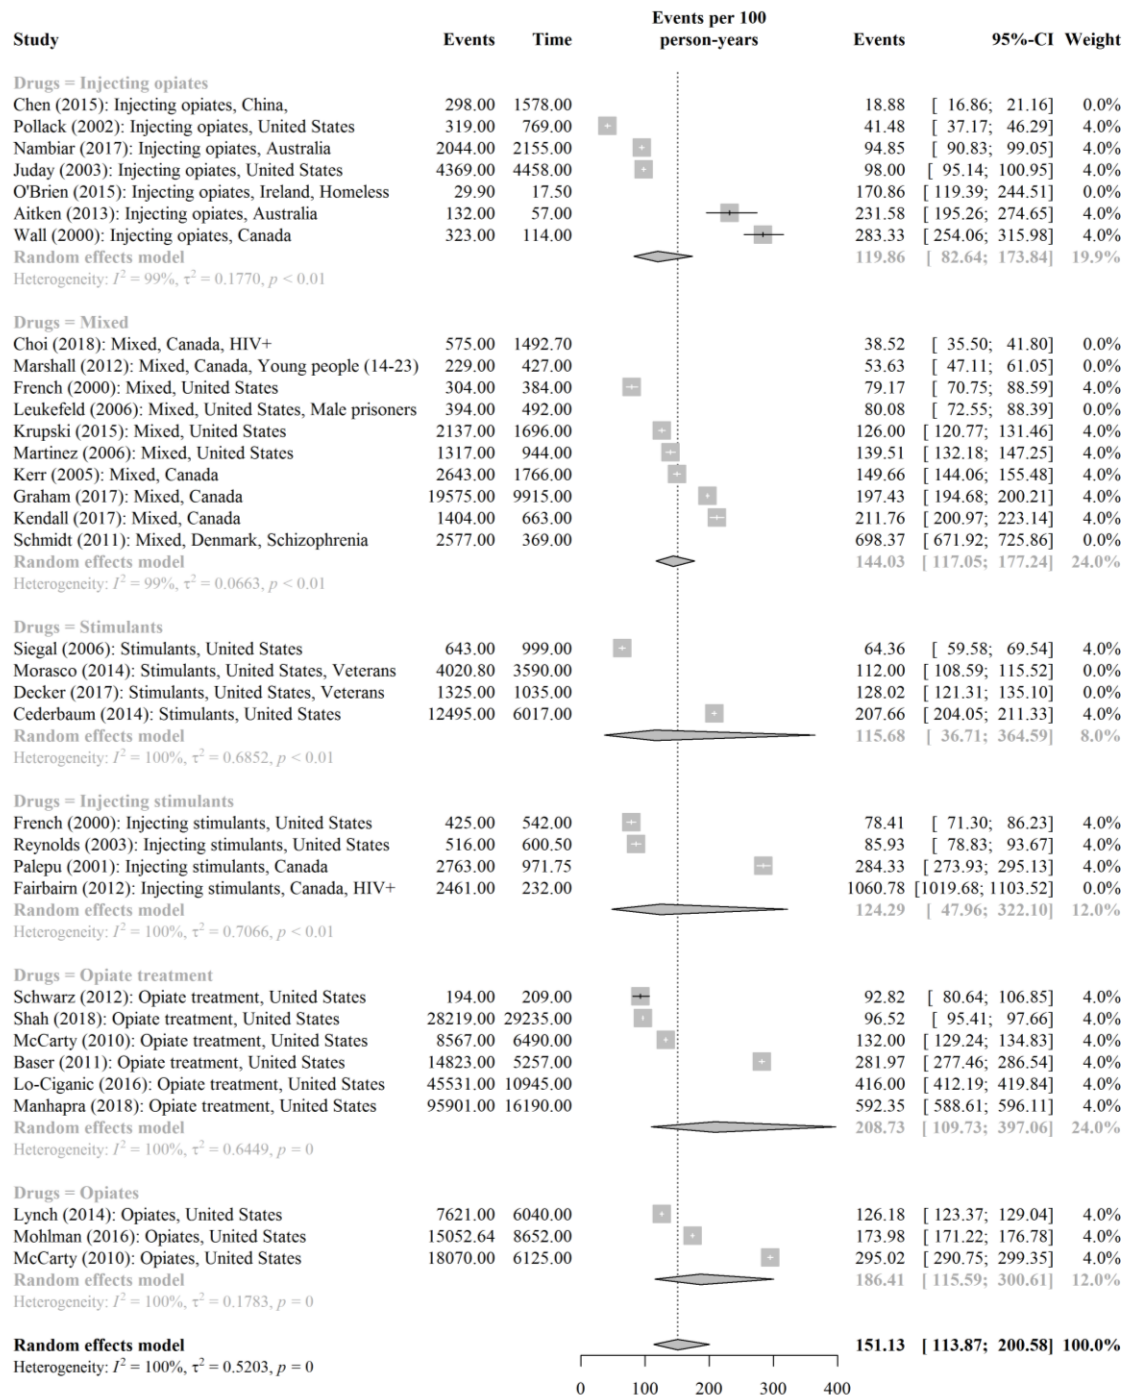 Events per 100
Study Events Time person-years Events 95%-CI Weight
Drugs = Injecting opiates
Chen (2015): Injecting opiates, China, 298.00 1578.00 18.88 [ 16.86; 21.16] 0.0%
Pollack (2002): Injecting opiates, United States 319.00 769.00 41.48 [ 37.17; 46.29] 4.0%
Nambiar (2017): Injecting opiates, Australia 2044.00 2155.00 94.85 [ 90.83; 99.05] 4.0%
Juday (2003): Injecting opiates, United States 4369.00 4458.00 98.00 [ 95.14; 100.95] 4.0%
O'Brien (2015): Injecting opiates, Ireland, Homeless 29.90 17.50 170.86 [119.39; 244.51] 0.0%
Aitken (2013): Injecting opiates, Australia 132.00 57.00 231.58 [195.26; 274.65] 4.0%
Wall (2000): Injecting opiates, Canada 323.00 114.00 283.33 [254.06; 315.98] 4.0%
Random effects model 119.86 [ 82.64; 173.84] 19.9%
Heterogeneity: I² = 99%, τ² = 0.1770, p < 0.01
Drugs = Mixed
Choi (2018): Mixed, Canada, HIV+ 575.00 1492.70 38.52 [ 35.50; 41.80] 0.0%
Marshall (2012): Mixed, Canada, Young people (14-23) 229.00 427.00 53.63 [ 47.11; 61.05] 0.0%
French (2000): Mixed, United States 304.00 384.00 79.17 [ 70.75; 88.59] 4.0%
Leukefeld (2006): Mixed, United States, Male prisoners 394.00 492.00 80.08 [ 72.55; 88.39] 0.0%
Krupski (2015): Mixed, United States 2137.00 1696.00 126.00 [120.77; 131.46] 4.0%
Martinez (2006): Mixed, United States 1317.00 944.00 139.51 [132.18; 147.25] 4.0%
Kerr (2005): Mixed, Canada 2643.00 1766.00 149.66 [144.06; 155.48] 4.0%
Graham (2017): Mixed, Canada 19575.00 9915.00 197.43 [194.68; 200.21] 4.0%
Kendall (2017): Mixed, Canada 1404.00 663.00 211.76 [200.97; 223.14] 4.0%
Schmidt (2011): Mixed, Denmark, Schizophrenia 2577.00 369.00 698.37 [671.92; 725.86] 0.0%
Random effects model 144.03 [117.05; 177.24] 24.0%
Heterogeneity: I² = 99%, τ² = 0.0663, p < 0.01
Drugs = Stimulants
Siegal (2006): Stimulants, United States 643.00 999.00 64.36 [ 59.58; 69.54] 4.0%
Morasco (2014): Stimulants, United States, Veterans 4020.80 3590.00 112.00 [108.59; 115.52] 0.0%
Decker (2017): Stimulants, United States, Veterans 1325.00 1035.00 128.02 [121.31; 135.10] 0.0%
Cederbaum (2014): Stimulants, United States 12495.00 6017.00 207.66 [204.05; 211.33] 4.0%
Random effects model 115.68 [ 36.71; 364.59] 8.0%
Heterogeneity: I² = 100%, τ² = 0.6852, p < 0.01
Drugs = Injecting stimulants
French (2000): Injecting stimulants, United States 425.00 542.00 78.41 [ 71.30; 86.23] 4.0%
Reynolds (2003): Injecting stimulants, United States 516.00 600.50 85.93 [ 78.83; 93.67] 4.0%
Palepu (2001): Injecting stimulants, Canada 2763.00 971.75 284.33 [273.93; 295.13] 4.0%
Fairbairn (2012): Injecting stimulants, Canada, HIV+ 2461.00 232.00 1060.78 [1019.68; 1103.52] 0.0%
Random effects model 124.29 [ 47.96; 322.10] 12.0%
Heterogeneity: I² = 100%, τ² = 0.7066, p < 0.01
Drugs = Opiate treatment
Schwarz (2012): Opiate treatment, United States 194.00 209.00 92.82 [ 80.64; 106.85] 4.0%
Shah (2018): Opiate treatment, United States 28219.00 29235.00 96.52 [ 95.41; 97.66] 4.0%
McCarty (2010): Opiate treatment, United States 8567.00 6490.00 132.00 [129.24; 134.83] 4.0%
Baser (2011): Opiate treatment, United States 14823.00 5257.00 281.97 [277.46; 286.54] 4.0%
Lo-Ciganic (2016): Opiate treatment, United States 45531.00 10945.00 416.00 [412.19; 419.84] 4.0%
Manhapra (2018): Opiate treatment, United States 95901.00 16190.00 592.35 [588.61; 596.11] 4.0%
Random effects model 208.73 [109.73; 397.06] 24.0%
Heterogeneity: I² = 100%, τ² = 0.6449, p = 0
Drugs = Opiates
Lynch (2014): Opiates, United States 7621.00 6040.00 126.18 [123.37; 129.04] 4.0%
Mohlman (2016): Opiates, United States 15052.64 8652.00 173.98 [171.22; 176.78] 4.0%
McCarty (2010): Opiates, United States 18070.00 6125.00 295.02 [290.75; 299.35] 4.0%
Random effects model 186.41 [115.59; 300.61] 12.0%
Heterogeneity: I² = 100%, τ² = 0.1783, p = 0
Random effects model 151.13 [113.87; 200.58] 100.0%
Heterogeneity: I² = 100%, τ² = 0.5203, p = 0
0 100 200 300 400